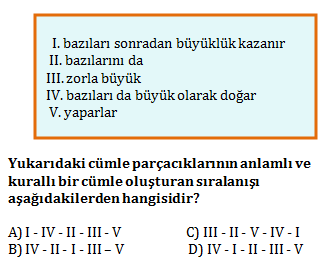 I. bazıları sonradan büyüklük kazanır
II. bazılarını da
III. zorla büyük
IV. bazıları da büyük olarak doğar
V. yaparlar
Yukarıdaki cümle parçacıklarının anlamlı ve
kurallı bir cümle oluşturan sıralanışı
aşağıdakilerden hangisidir?
A) I - IV - II - III - V C) III - II - V - IV - I
B) IV - II - I - III – V D) IV - I - II - III - V